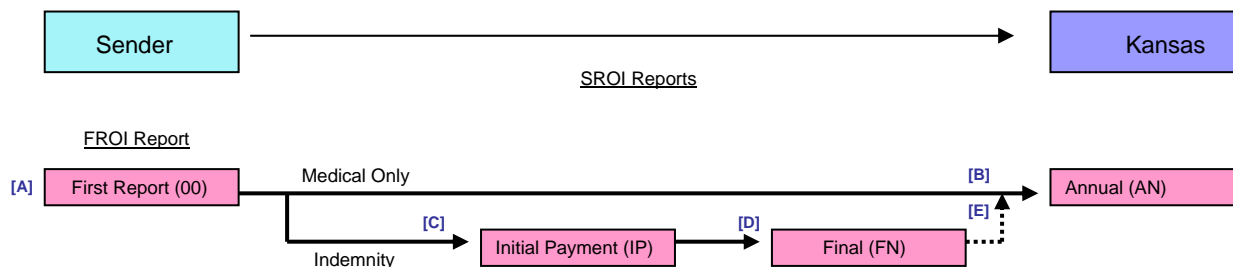 Sender
Kansas
SROI Reports
FROI Report
Medical Only
[A]
First Report (00)
[B]
Annual (AN)
[C]
[D]
[E]
Initial Payment (IP)
Final (FN)
Indemnity